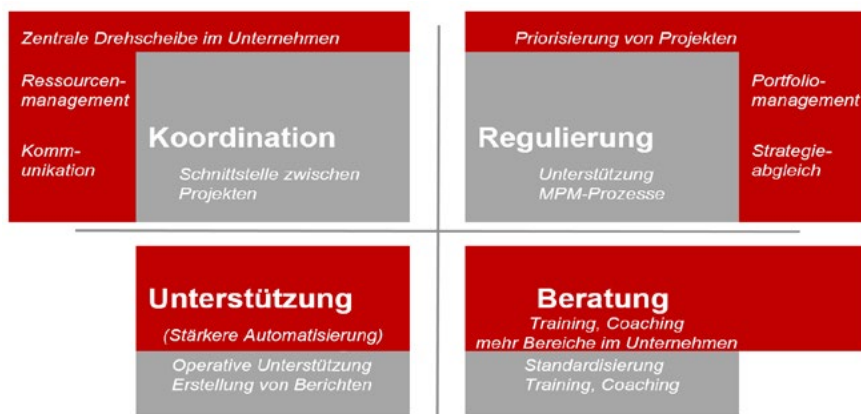 Zentrale Drehscheibe im Unternehmen
Ressourcen-
management
Komm-
unikation
Koordination
Schnittstelle zwischen
Projekten
Priorisierung von Projekten
Portfolio-
management
Strategie-
abgleich
Regulierung
Unterstützung
MPM-Prozesse
Unterstützung
(Stärkere Automatisierung)
Operative Unterstützung
Erstellung von Berichten
Beratung
Training, Coaching
mehr Bereiche im Unternehmen
Standardisierung
Training, Coaching